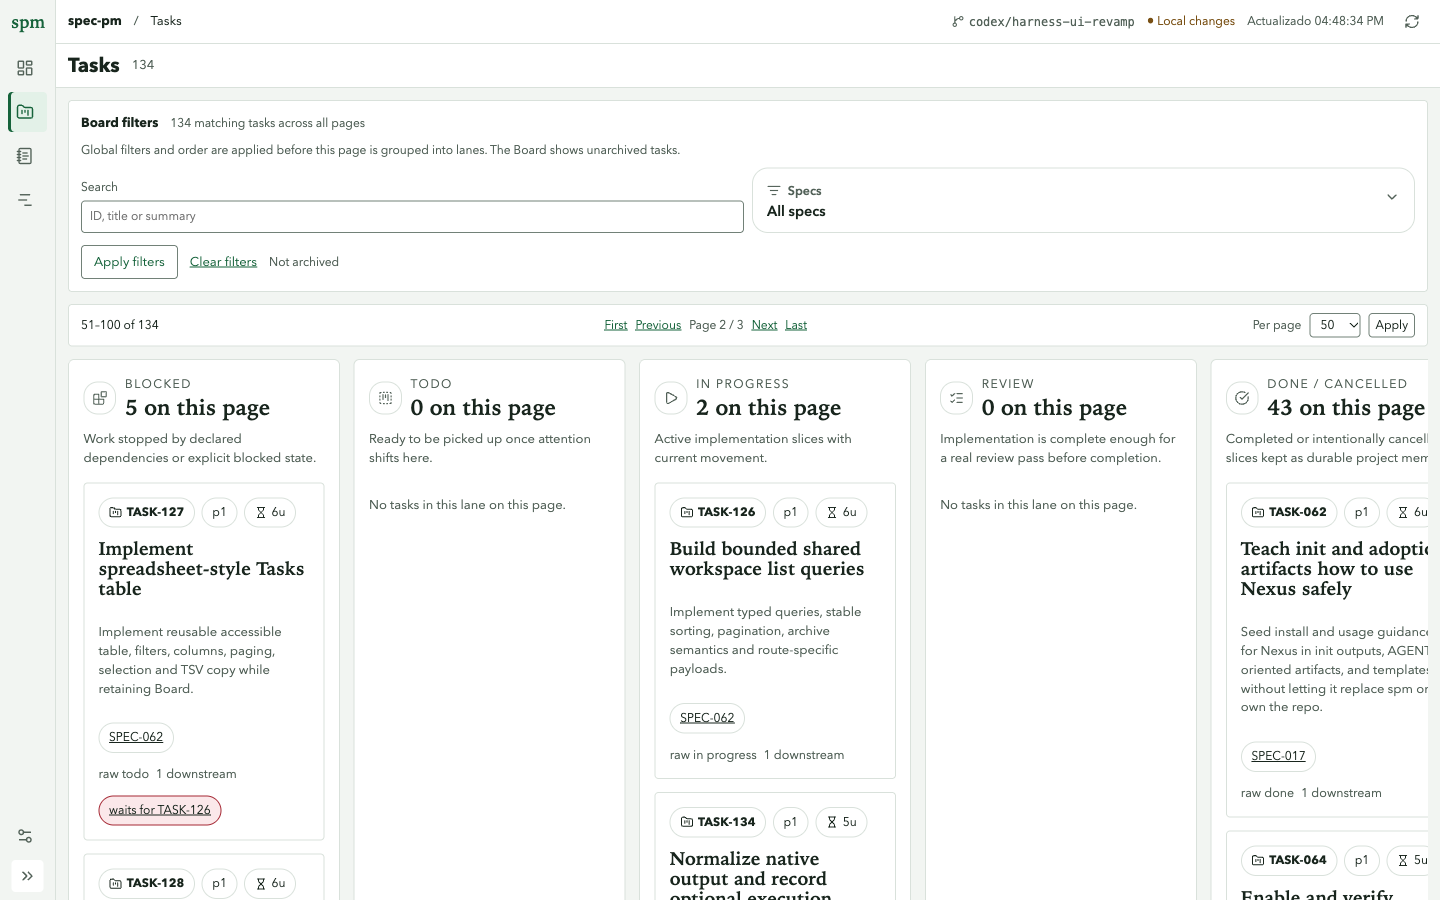 spm
spec-pm / Tasks
codex/harness-ui-revamp
Local changes
Actualizado 04:48:34 PM
Tasks 134
Board filters 134 matching tasks across all pages
Global filters and order are applied before this page is grouped into lanes. The Board shows unarchived tasks.
Search
ID, title or summary
Specs
All specs
Apply filters Clear filters Not archived
51–100 of 134
First Previous Page 2 / 3 Next Last
Per page 50 Apply
BLOCKED
5 on this page
Work stopped by declared
dependencies or explicit blocked state.
TASK-127 p1 6u
Implement
spreadsheet-style Tasks
table
Implement reusable accessible
table, filters, columns, paging,
selection and TSV copy while
retaining Board.
SPEC-062
raw todo 1 downstream
waits for TASK-126
TASK-128 p1 6u
TODO
0 on this page
Ready to be picked up once attention
shifts here.
No tasks in this lane on this page.
IN PROGRESS
2 on this page
Active implementation slices with
current movement.
TASK-126 p1 6u
Build bounded shared
workspace list queries
Implement typed queries, stable
sorting, pagination, archive
semantics and route-specific
payloads.
SPEC-062
raw in progress 1 downstream
TASK-134 p1 5u
Normalize native
output and record
optional execution
REVIEW
0 on this page
Implementation is complete enough for
a real review pass before completion.
No tasks in this lane on this page.
DONE / CANCELLED
43 on this page
Completed or intentionally cancell
slices kept as durable project mem
TASK-062 p1 6u
Teach init and adoptio
artifacts how to use
Nexus safely
Seed install and usage guidance
for Nexus in init outputs, AGENT
oriented artifacts, and templates
without letting it replace spm or
own the repo.
SPEC-017
raw done 1 downstream
TASK-064 p1 5u
Enable and verify